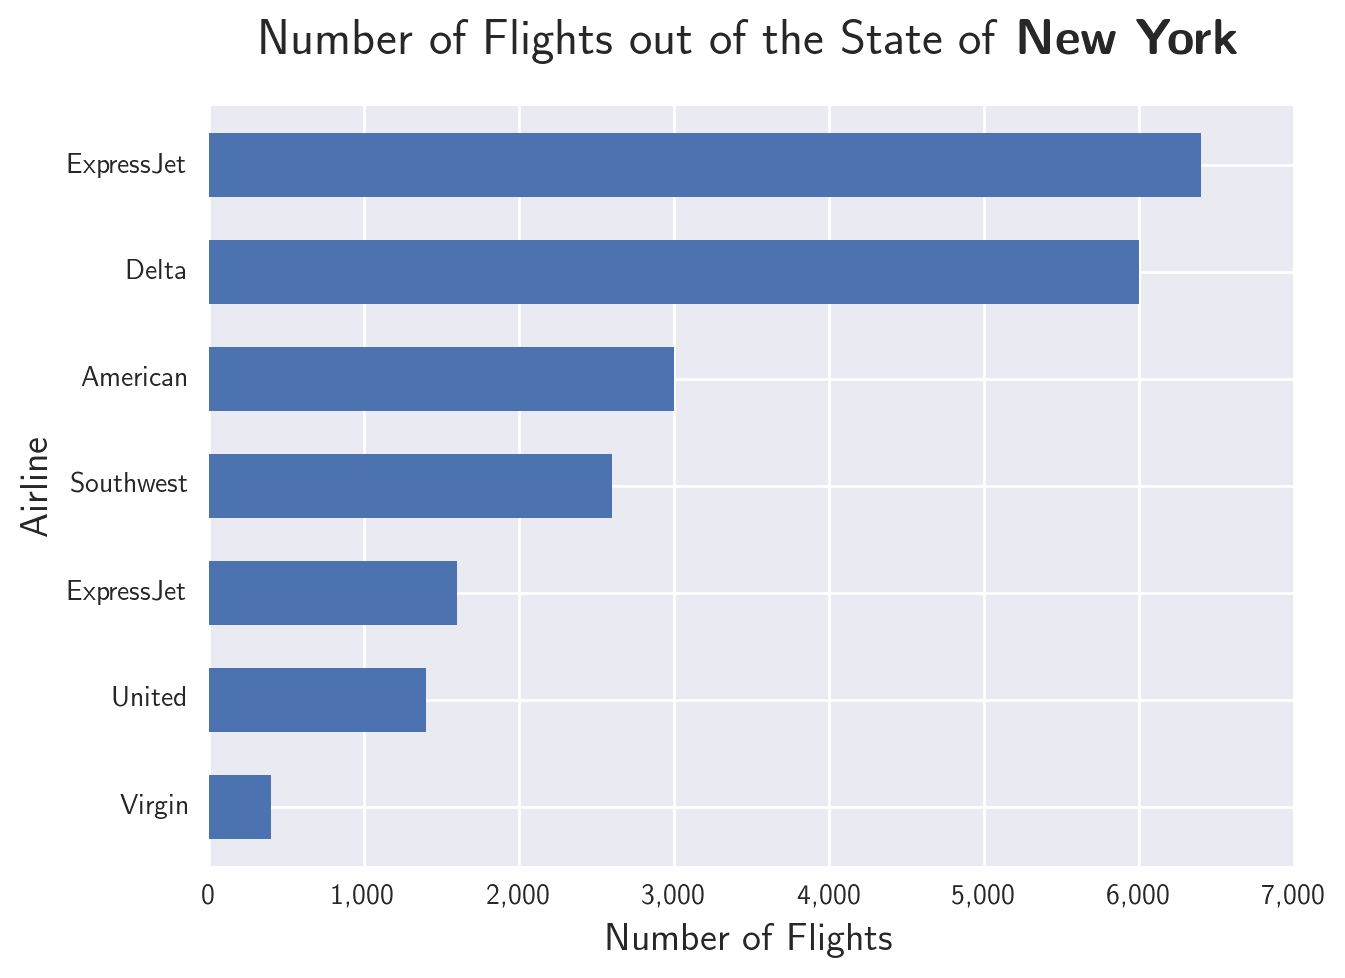 Number of Flights out of the State of New York
ExpressJet
Delta
American
Southwest
ExpressJet
United
Virgin
Airline
0 1,000 2,000 3,000 4,000 5,000 6,000 7,000
Number of Flights